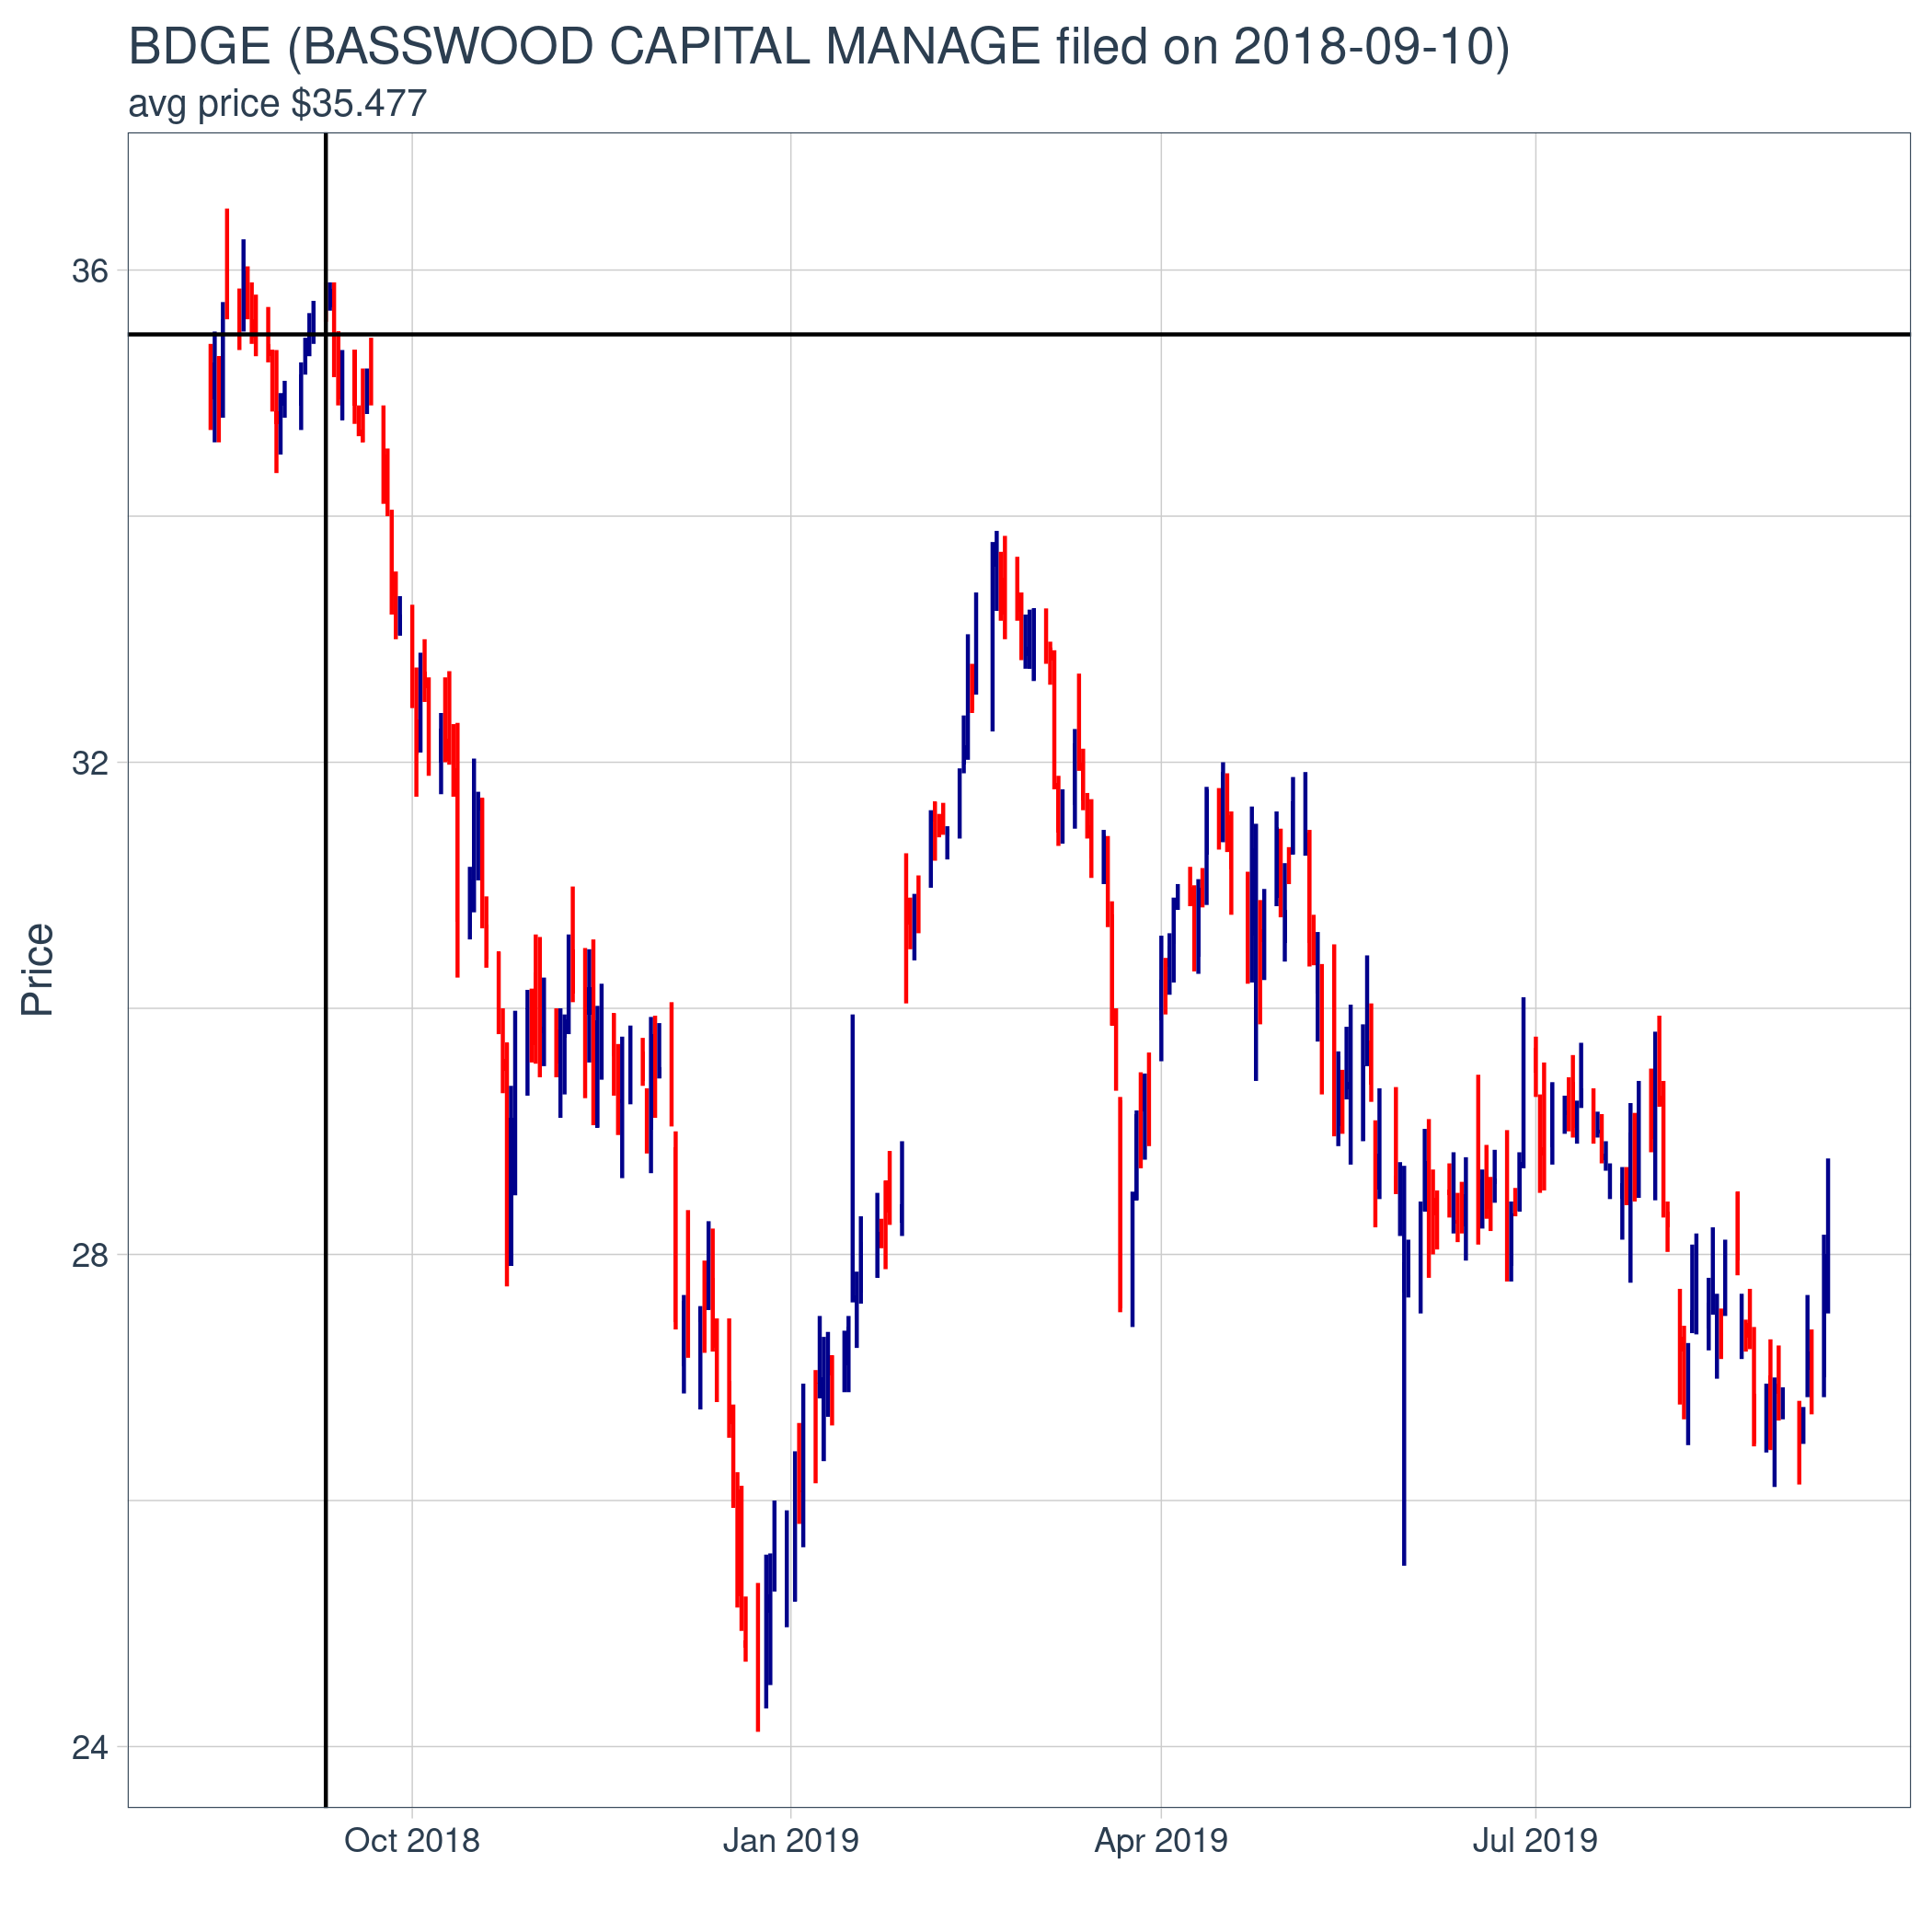 BDGE (BASSWOOD CAPITAL MANAGE filed on 2018-09-10)
avg price $35.477
36
32
28
24
Price
Oct 2018
Jan 2019
Apr 2019
Jul 2019